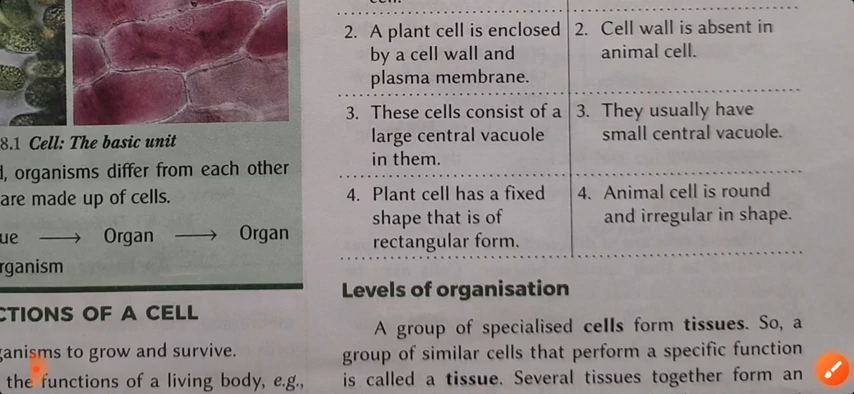 8.1 Cell: The basic unit
organisms differ from each other
are made up of cells.
⟶ Organ ⟶ Organ
CTIONS OF A CELL
to grow and survive.
the functions of a living body, e.g.,
2. A plant cell is enclosed
by a cell wall and
plasma membrane.
2. Cell wall is absent in
animal cell.
3. These cells consist of a
large central vacuole
in them.
3. They usually have
small central vacuole.
4. Plant cell has a fixed
shape that is of
rectangular form.
4. Animal cell is round
and irregular in shape.
Levels of organisation
A group of specialised cells form tissues. So, a
group of similar cells that perform a specific function
is called a tissue. Several tissues together form an